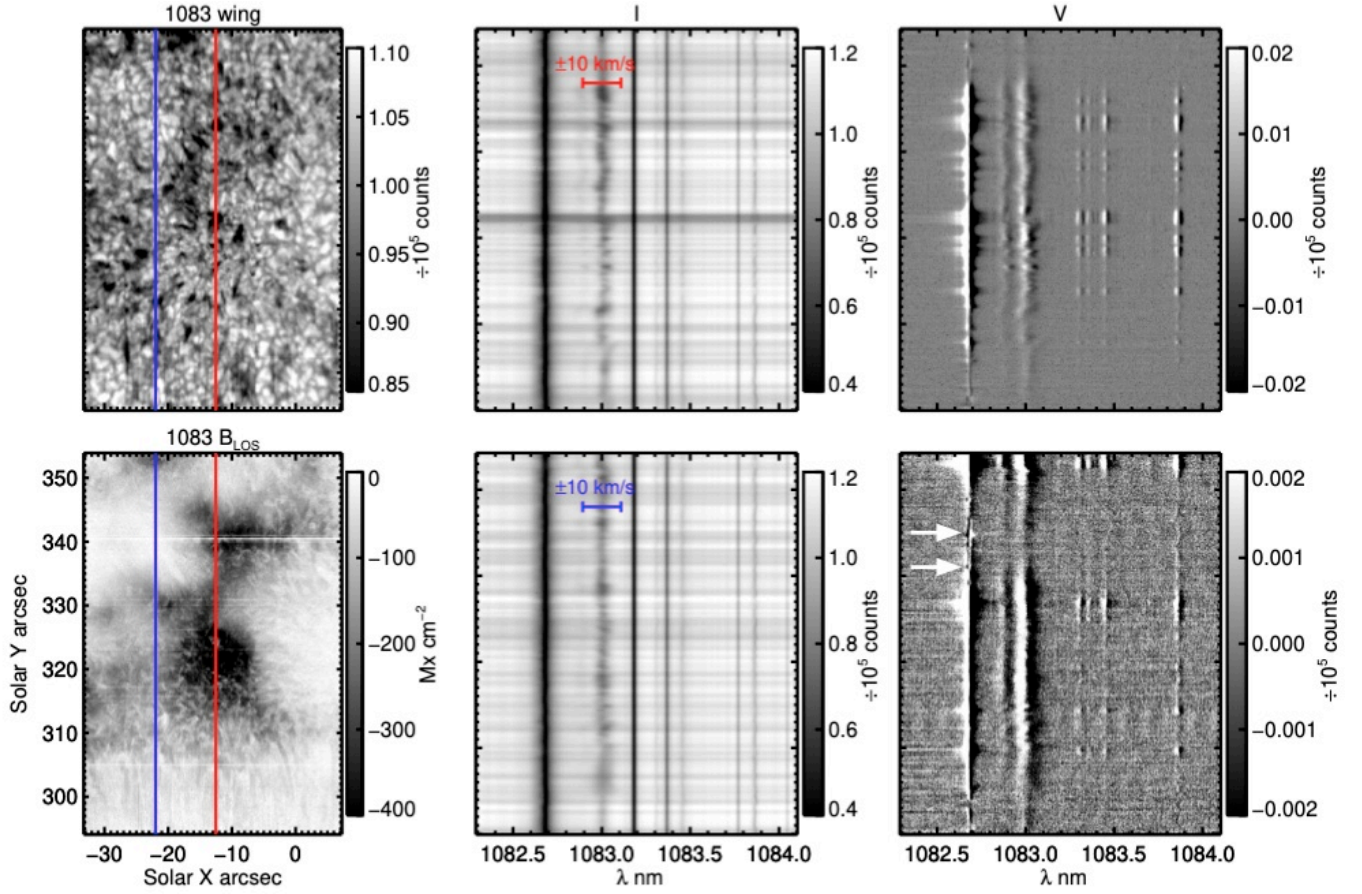 1083 wing
I
V
1.10
1.05
1.00
0.95
0.90
0.85
÷10⁵ counts
±10 km/s
1.2
1.0
0.8
0.6
0.4
÷10⁵ counts
0.02
0.01
0.00
−0.01
−0.02
÷10⁵ counts
1083 B_LOS
350
340
330
320
310
300
Solar Y arcsec
−30 −20 −10 0
Solar X arcsec
0
−100
−200
−300
−400
Mx cm⁻²
±10 km/s
1082.5 1083.0 1083.5 1084.0
λ nm
1.2
1.0
0.8
0.6
0.4
÷10⁵ counts
1082.5 1083.0 1083.5 1084.0
λ nm
0.002
0.001
0.000
−0.001
−0.002
÷10⁵ counts